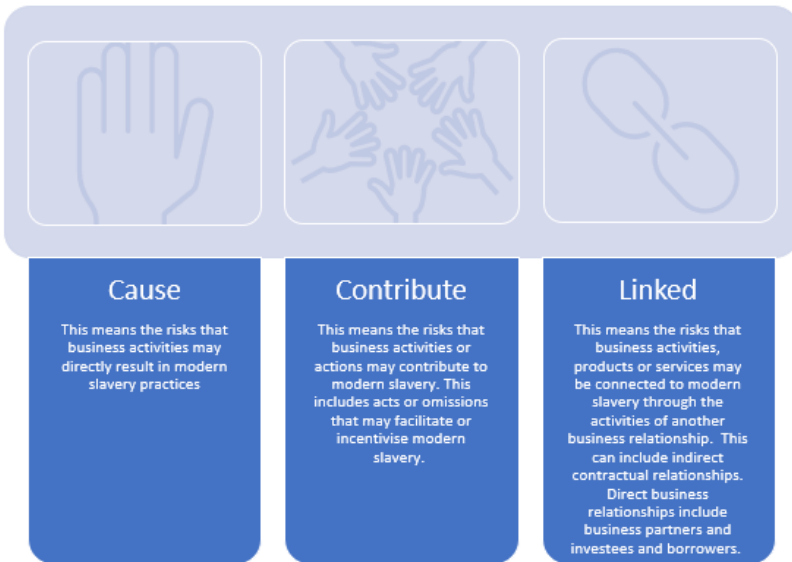 Cause
This means the risks that
business activities may
directly result in modern
slavery practices
Contribute
This means the risks that
business activities or
actions may contribute to
modern slavery. This
includes acts or omissions
that may facilitate or
incentivise modern
slavery.
Linked
This means the risks that
business activities,
products or services may
be connected to modern
slavery through the
activities of another
business relationship.  This
can include indirect
contractual relationships.
Direct business
relationships include
business partners and
investees and borrowers.